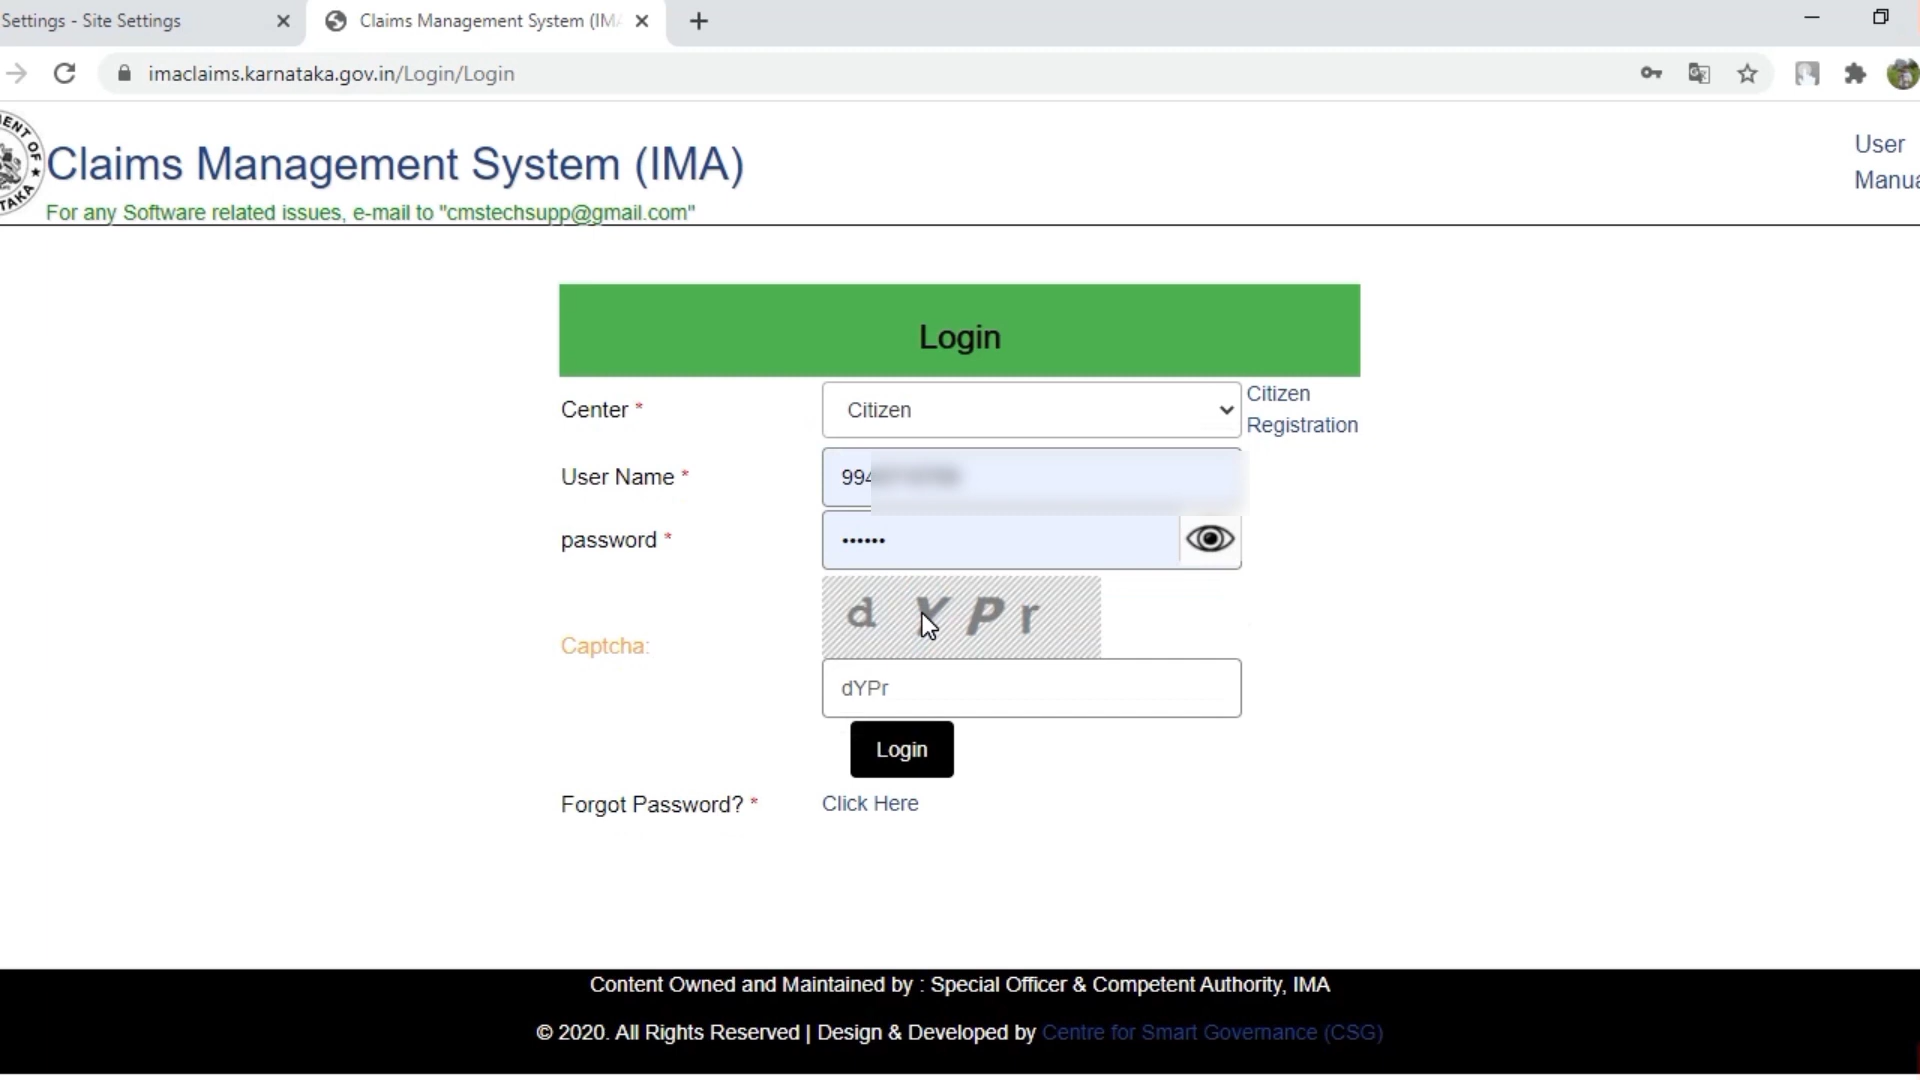 Settings - Site Settings
Claims Management System (IM
imaclaims.karnataka.gov.in/Login/Login
Claims Management System (IMA)
For any Software related issues, e-mail to "cmstechsupp@gmail.com"
User
Manua
Login
Center * Citizen Citizen
Registration
User Name * 994
password * ••••••
d Y P r
Captcha:
dYPr
Login
Forgot Password? * Click Here
Content Owned and Maintained by : Special Officer & Competent Authority, IMA
© 2020. All Rights Reserved | Design & Developed by Centre for Smart Governance (CSG)